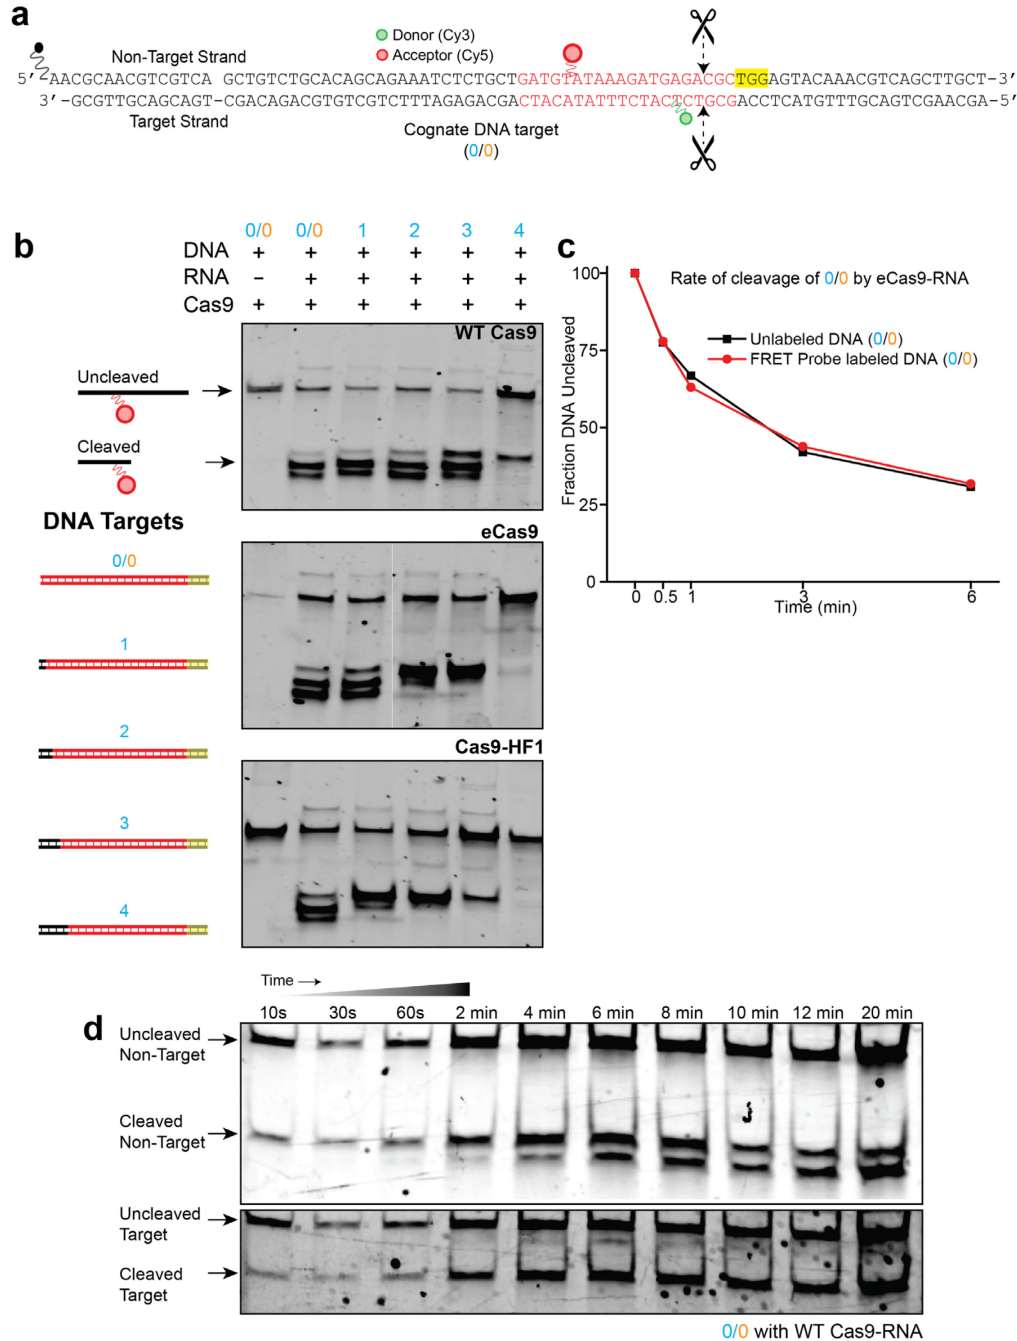 a
Donor (Cy3)
Acceptor (Cy5)
Non-Target Strand
5' AACGCAACGTCGTCA GCTGTCTGCACAGCAGAAATCTCTGCTGATGTATAAAGATGAGACGCTGGAGTACAAACGTCAGCTTGCT-3'
3'-GCGTTGCAGCAGT-CGACAGACGTGTCGTCTTTAGAGACGACTACATATTTCTACTCTGCGACCTCATGTTTGCAGTCGAACGA-5'
Target Strand
Cognate DNA target
(0/0)
b
0/0 0/0 1 2 3 4
DNA + + + + + +
RNA − + + + + +
Cas9 + + + + + +
WT Cas9
Uncleaved
Cleaved
DNA Targets
eCas9
0/0
1
2
Cas9-HF1
3
4
c
Rate of cleavage of 0/0 by eCas9-RNA
Unlabeled DNA (0/0)
FRET Probe labeled DNA (0/0)
Fraction DNA Uncleaved
100
75
50
25
0
0 0.5 1 3 6
Time (min)
d
Time
10s 30s 60s 2 min 4 min 6 min 8 min 10 min 12 min 20 min
Uncleaved
Non-Target
Cleaved
Non-Target
Uncleaved
Target
Cleaved
Target
0/0 with WT Cas9-RNA